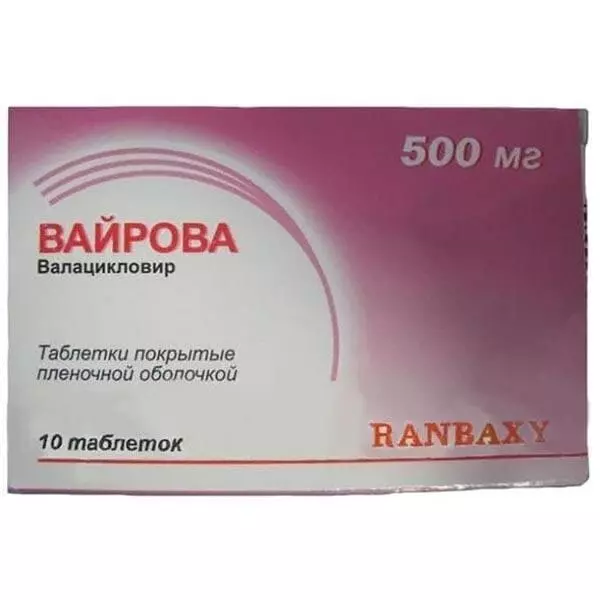 500 мг
ВАЙРОВА
Валацикловир
Таблетки покрытые
пленочной оболочкой
10 таблеток
RANBAXY